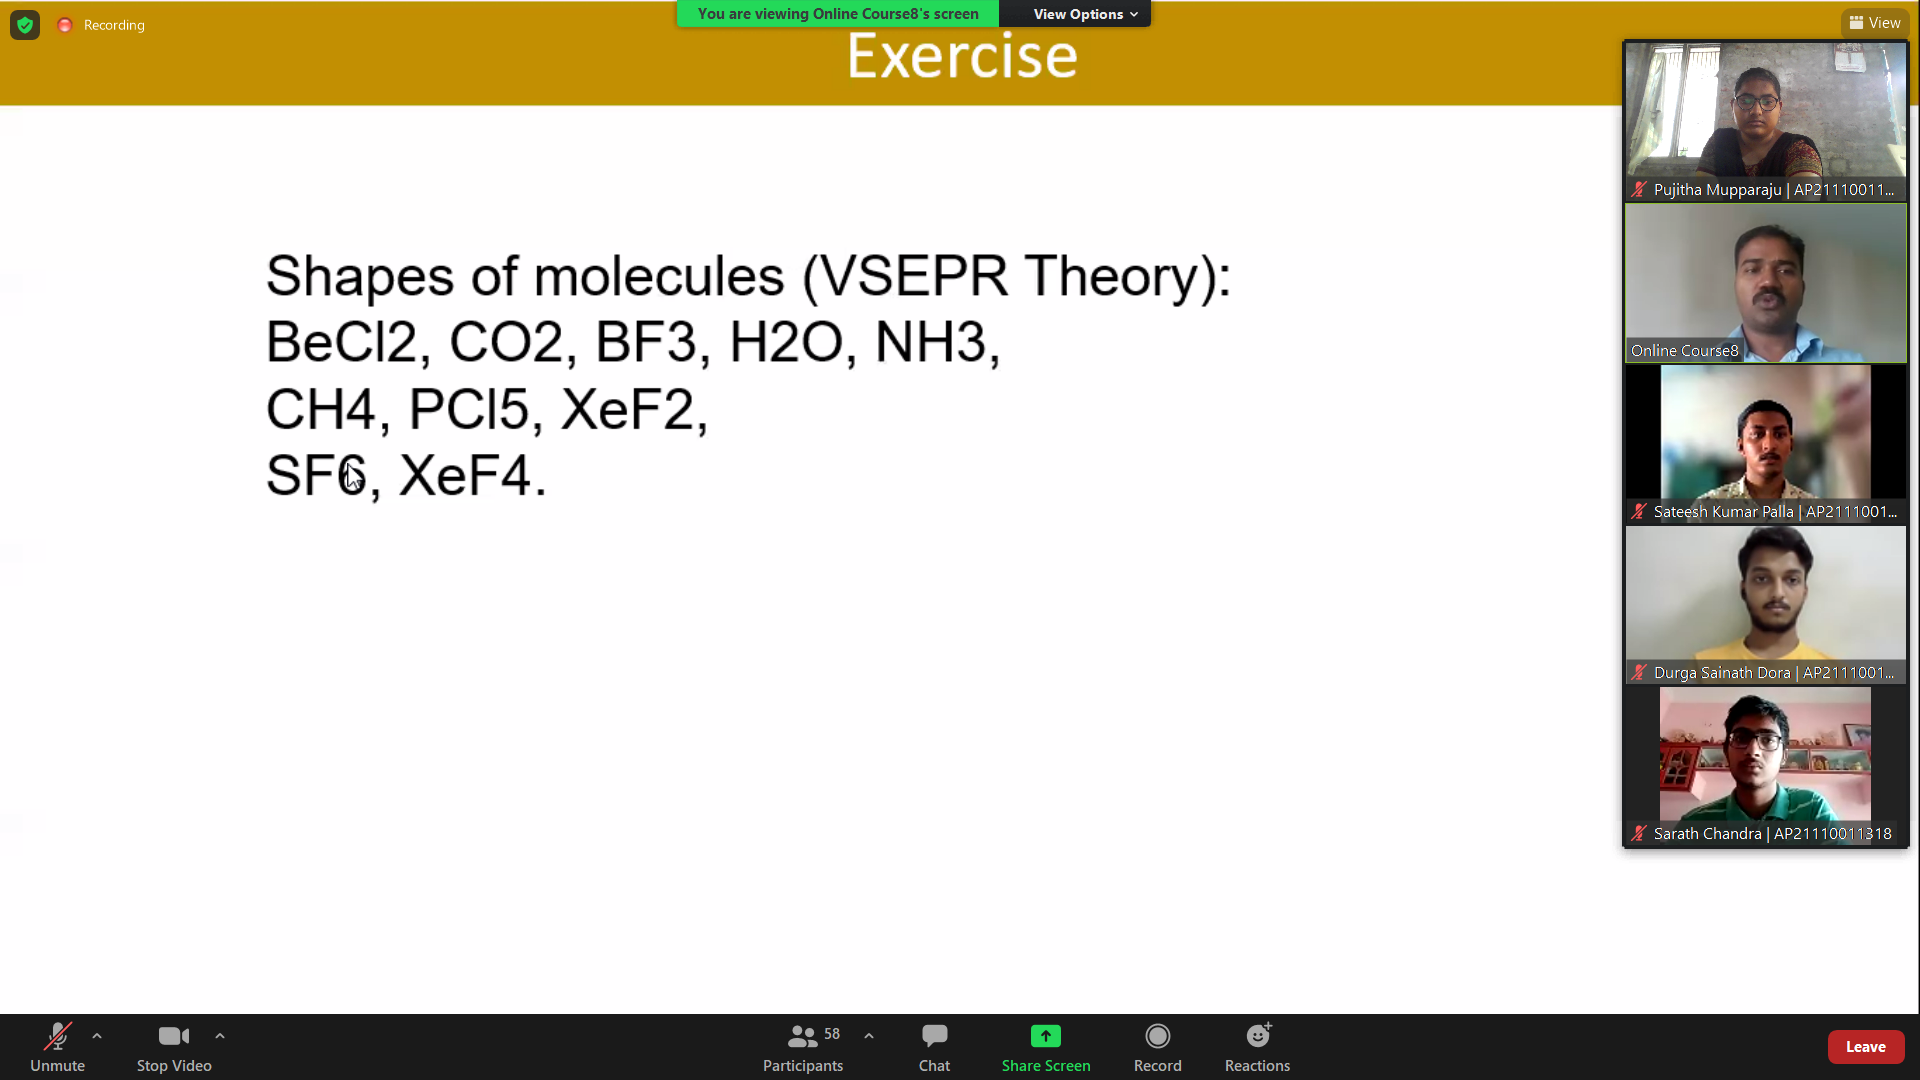 Recording
You are viewing Online Course8's screen
View Options
View
Exercise
Shapes of molecules (VSEPR Theory):
BeCl2, CO2, BF3, H2O, NH3,
CH4, PCl5, XeF2,
SF6, XeF4.
Pujitha Mupparaju | AP21110011...
Online Course8
Sateesh Kumar Palla | AP2111001...
Durga Sainath Dora | AP2111001...
Sarath Chandra | AP21110011318
Unmute
Stop Video
58
Participants
Chat
Share Screen
Record
Reactions
Leave